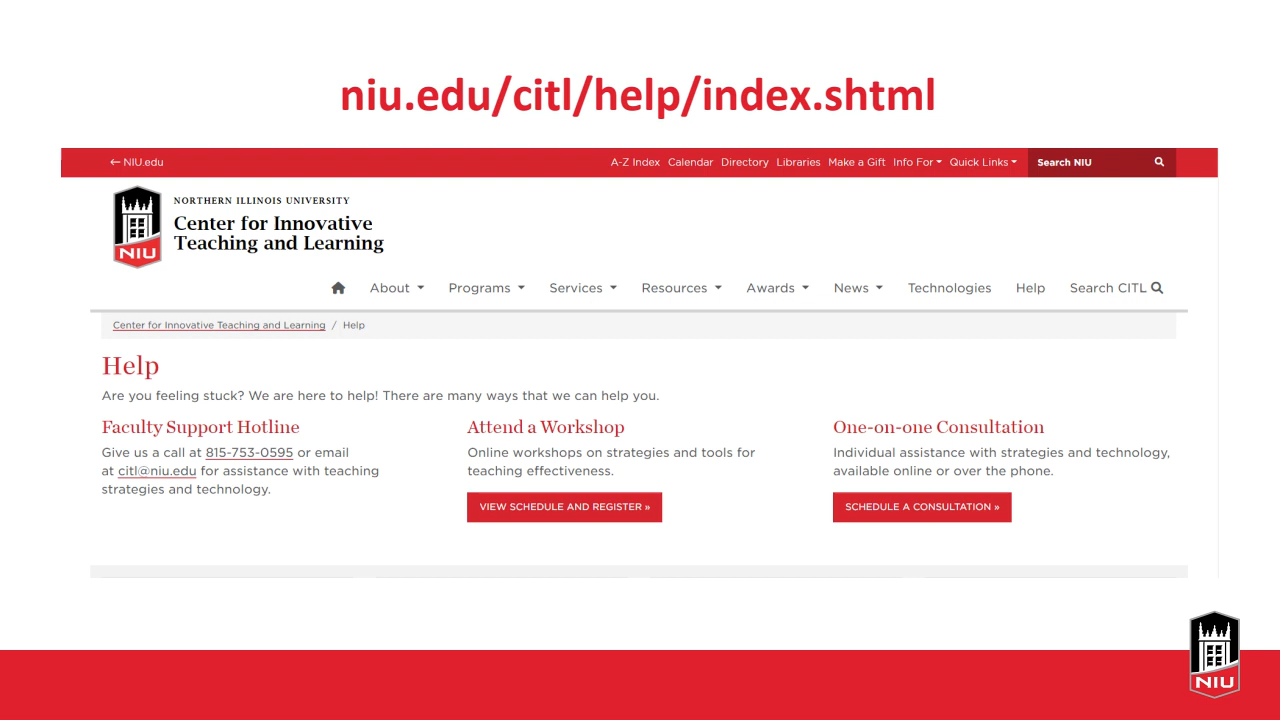 niu.edu/citl/help/index.shtml
← NIU.edu A-Z Index Calendar Directory Libraries Make a Gift Info For Quick Links Search NIU
NORTHERN ILLINOIS UNIVERSITY
Center for Innovative
Teaching and Learning
NIU
About Programs Services Resources Awards News Technologies Help Search CITL
Center for Innovative Teaching and Learning / Help
Help
Are you feeling stuck? We are here to help! There are many ways that we can help you.
Faculty Support Hotline
Give us a call at 815-753-0595 or email
at citl@niu.edu for assistance with teaching
strategies and technology.
Attend a Workshop
Online workshops on strategies and tools for
teaching effectiveness.
VIEW SCHEDULE AND REGISTER »
One-on-one Consultation
Individual assistance with strategies and technology,
available online or over the phone.
SCHEDULE A CONSULTATION »
NIU